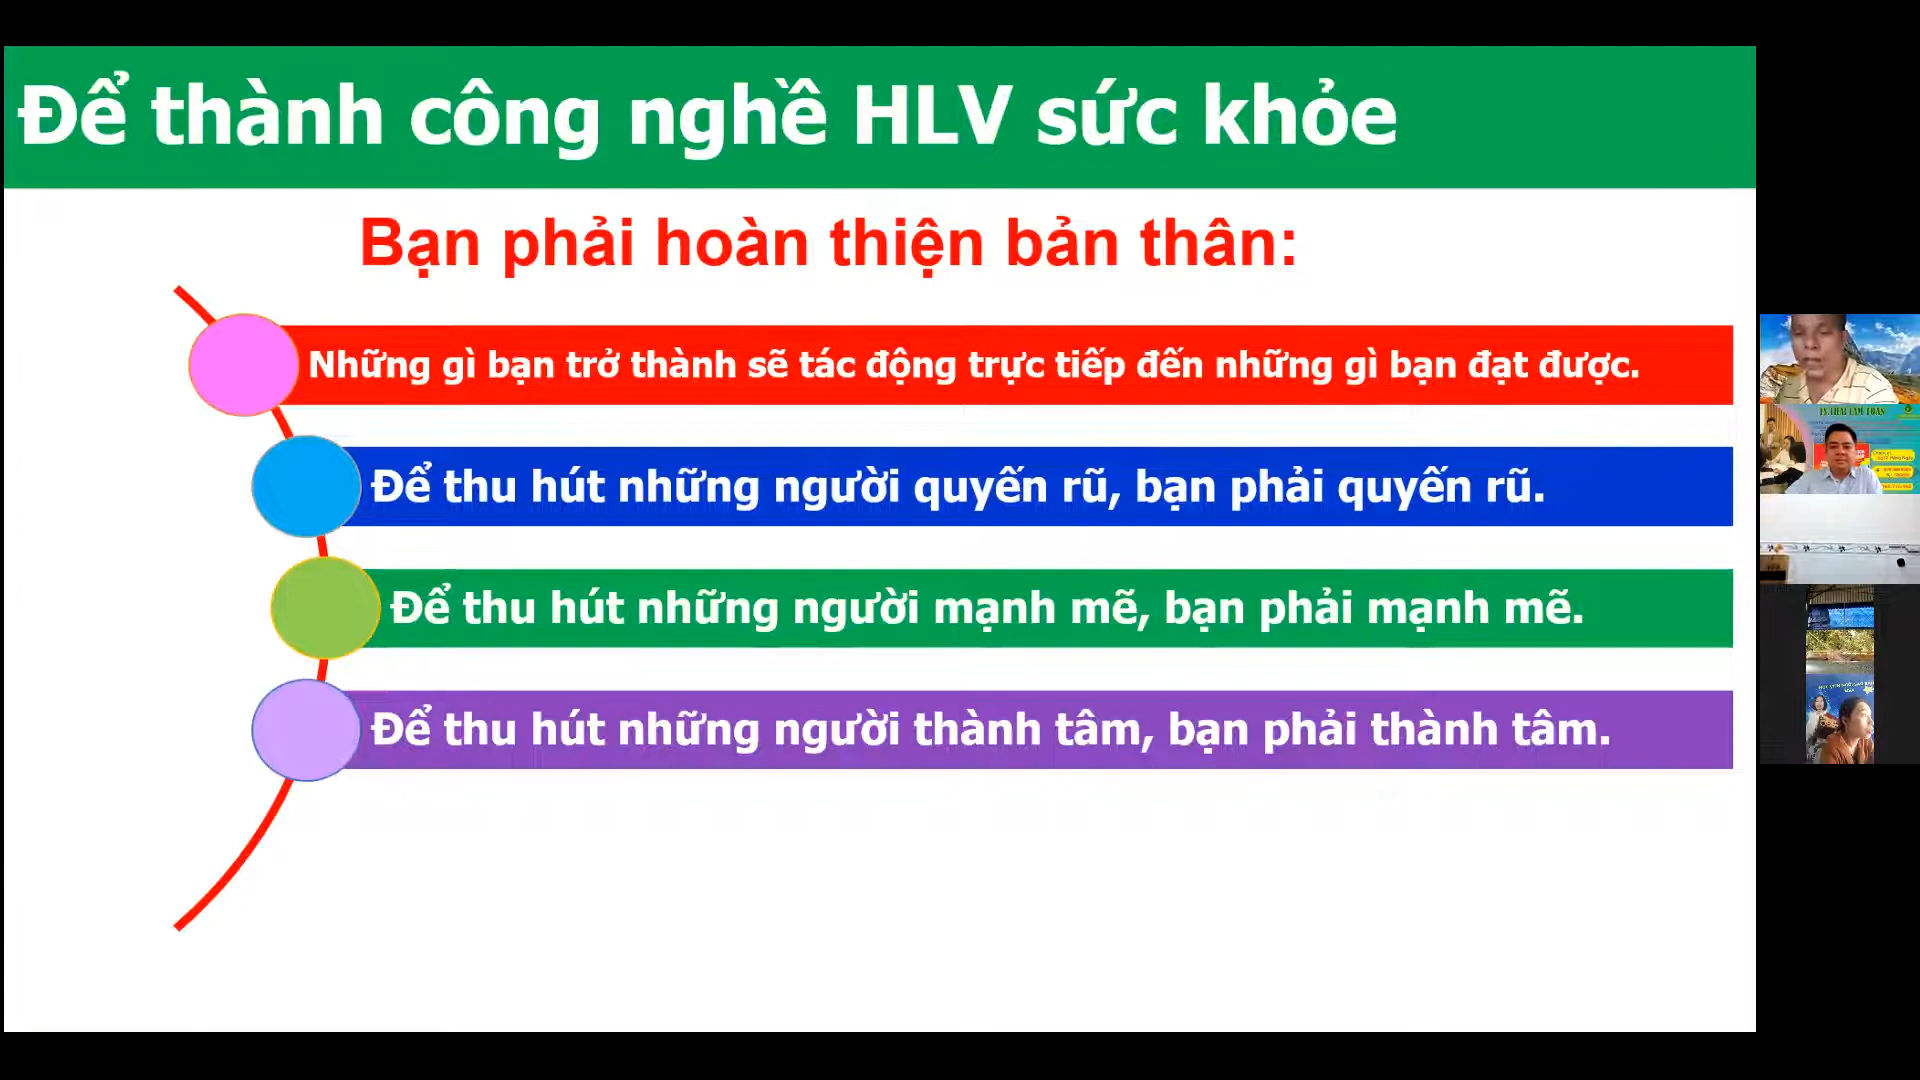 Để thành công nghề HLV sức khỏe
Bạn phải hoàn thiện bản thân:
Những gì bạn trở thành sẽ tác động trực tiếp đến những gì bạn đạt được.
Để thu hút những người quyến rũ, bạn phải quyến rũ.
Để thu hút những người mạnh mẽ, bạn phải mạnh mẽ.
Để thu hút những người thành tâm, bạn phải thành tâm.